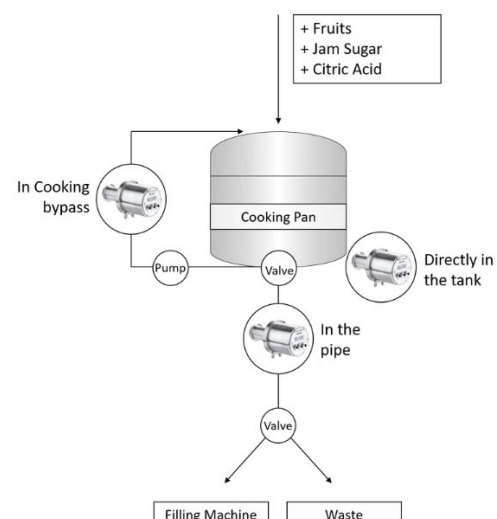 + Fruits
+ Jam Sugar
+ Citric Acid
In Cooking
bypass
Cooking Pan
Pump
Valve
Directly in
the tank
In the
pipe
Valve
Filling Machine
Waste